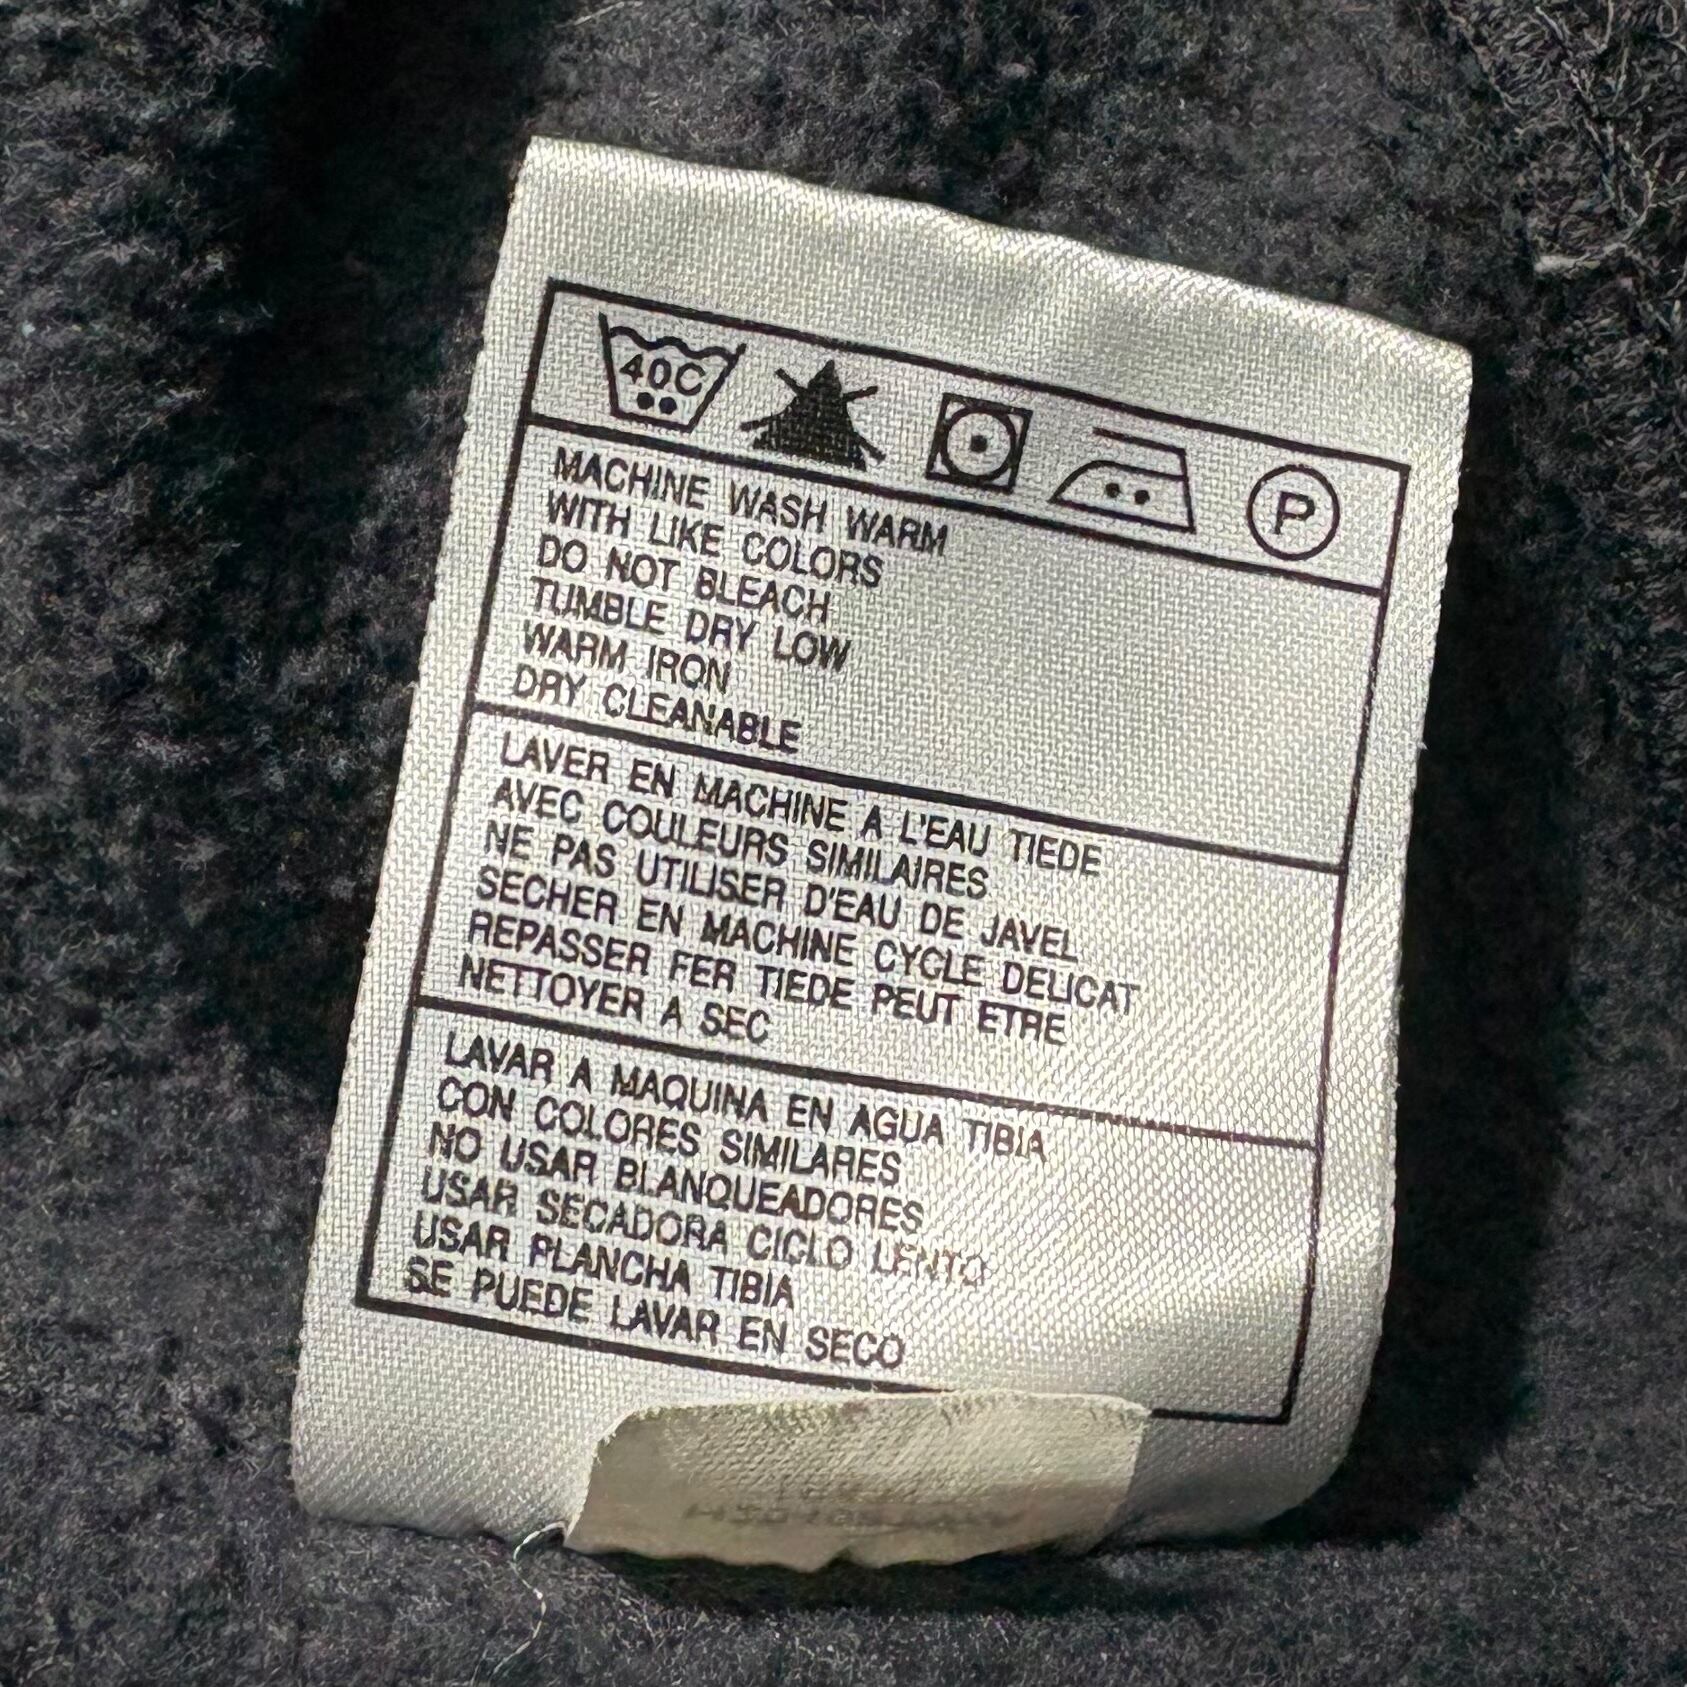 40C P
MACHINE WASH WARM
WITH LIKE COLORS
DO NOT BLEACH
TUMBLE DRY LOW
WARM IRON
DRY CLEANABLE
LAVER EN MACHINE A L'EAU TIEDE
AVEC COULEURS SIMILAIRES
NE PAS UTILISER D'EAU DE JAVEL
SECHER EN MACHINE CYCLE DELICAT
REPASSER FER TIEDE PEUT ETRE
NETTOYER A SEC
LAVAR A MAQUINA EN AGUA TIBIA
CON COLORES SIMILARES
NO USAR BLANQUEADORES
USAR SECADORA CICLO LENTO
USAR PLANCHA TIBIA
SE PUEDE LAVAR EN SECO